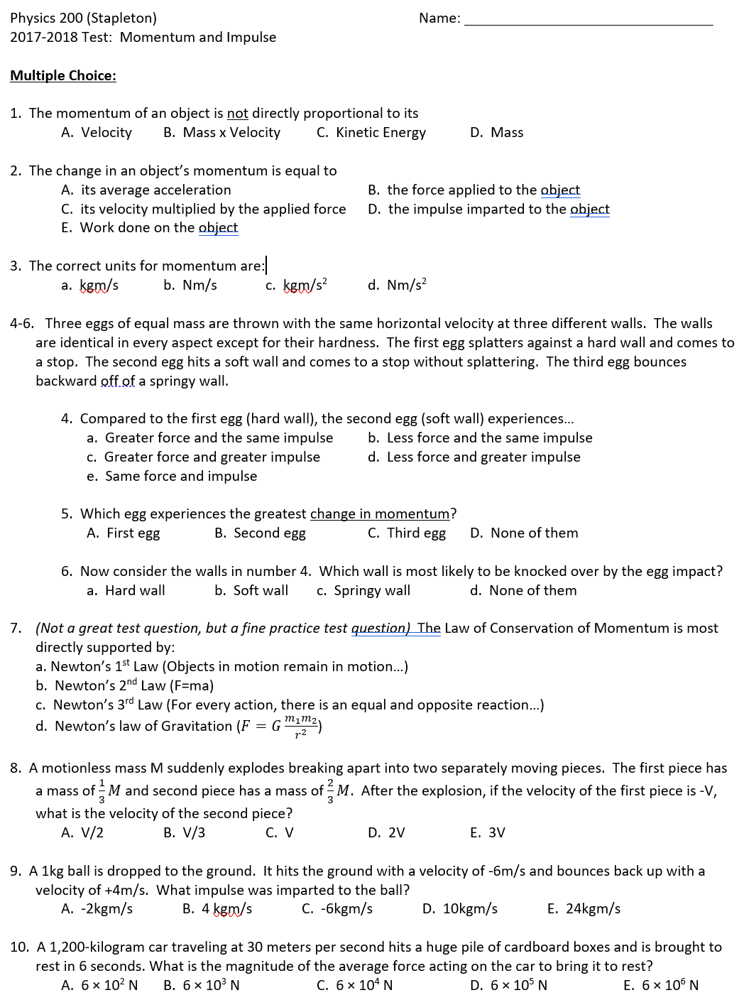 Physics 200 (Stapleton) Name: ____________________
2017-2018 Test: Momentum and Impulse
Multiple Choice:
1. The momentum of an object is not directly proportional to its
A. Velocity B. Mass x Velocity C. Kinetic Energy D. Mass
2. The change in an object's momentum is equal to
A. its average acceleration B. the force applied to the object
C. its velocity multiplied by the applied force D. the impulse imparted to the object
E. Work done on the object
3. The correct units for momentum are:
a. kgm/s b. Nm/s c. kgm/s² d. Nm/s²
4-6. Three eggs of equal mass are thrown with the same horizontal velocity at three different walls. The walls
are identical in every aspect except for their hardness. The first egg splatters against a hard wall and comes to
a stop. The second egg hits a soft wall and comes to a stop without splattering. The third egg bounces
backward off of a springy wall.
4. Compared to the first egg (hard wall), the second egg (soft wall) experiences...
a. Greater force and the same impulse b. Less force and the same impulse
c. Greater force and greater impulse d. Less force and greater impulse
e. Same force and impulse
5. Which egg experiences the greatest change in momentum?
A. First egg B. Second egg C. Third egg D. None of them
6. Now consider the walls in number 4. Which wall is most likely to be knocked over by the egg impact?
a. Hard wall b. Soft wall c. Springy wall d. None of them
7. (Not a great test question, but a fine practice test question) The Law of Conservation of Momentum is most
directly supported by:
a. Newton's 1st Law (Objects in motion remain in motion...)
b. Newton's 2nd Law (F=ma)
c. Newton's 3rd Law (For every action, there is an equal and opposite reaction...)
d. Newton's law of Gravitation (F = G m₁m₂/r²)
8. A motionless mass M suddenly explodes breaking apart into two separately moving pieces. The first piece has
a mass of 1/3 M and second piece has a mass of 2/3 M. After the explosion, if the velocity of the first piece is -V,
what is the velocity of the second piece?
A. V/2 B. V/3 C. V D. 2V E. 3V
9. A 1kg ball is dropped to the ground. It hits the ground with a velocity of -6m/s and bounces back up with a
velocity of +4m/s. What impulse was imparted to the ball?
A. -2kgm/s B. 4 kgm/s C. -6kgm/s D. 10kgm/s E. 24kgm/s
10. A 1,200-kilogram car traveling at 30 meters per second hits a huge pile of cardboard boxes and is brought to
rest in 6 seconds. What is the magnitude of the average force acting on the car to bring it to rest?
A. 6 × 10² N B. 6 × 10³ N C. 6 × 10⁴ N D. 6 × 10⁵ N E. 6 × 10⁶ N